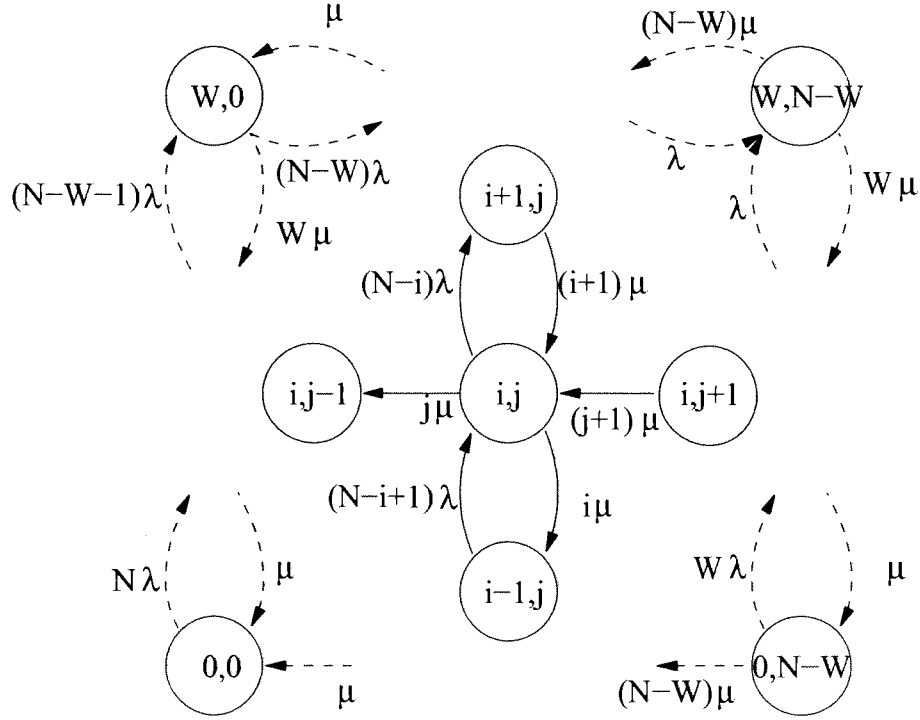 μ
(N−W)μ
W,0
W,N−W
(N−W)λ
λ
(N−W−1)λ
Wμ
λ
Wμ
i+1,j
(N−i)λ
(i+1)μ
i,j−1
i,j
i,j+1
jμ
(j+1)μ
(N−i+1)λ
iμ
Nλ
μ
Wλ
μ
i−1,j
0,0
0,N−W
μ
(N−W)μ